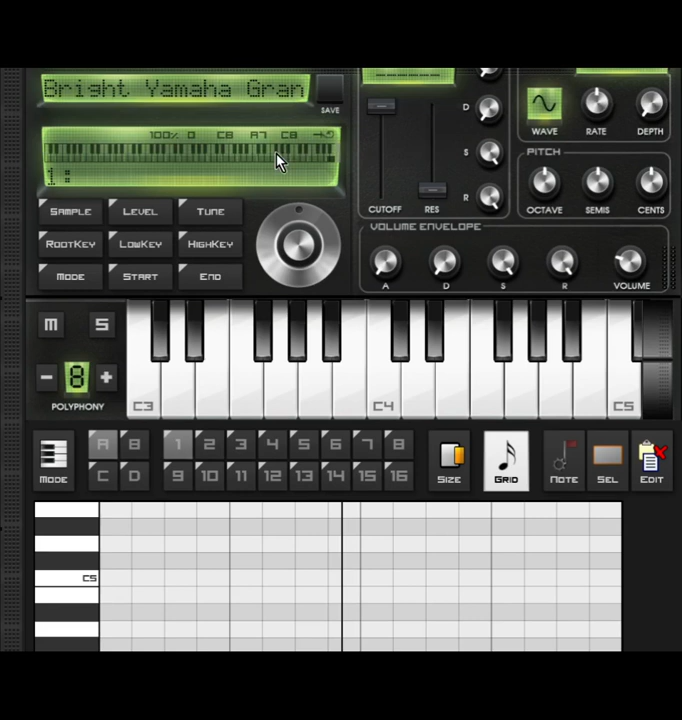 Bright Yamaha Gran
SAVE
100% 0 C8 A7 C8
1:
SAMPLE LEVEL TUNE
ROOTKEY LOWKEY HIGHKEY
MODE START END
CUTOFF RES
D
S
R
WAVE RATE DEPTH
PITCH
OCTAVE SEMIS CENTS
VOLUME ENVELOPE
A D S R VOLUME
M S
- 8 +
POLYPHONY
C3 C4 C5
MODE
A B 1 2 3 4 5 6 7 8
C D 9 10 11 12 13 14 15 16
SIZE GRID NOTE SEL EDIT
C5